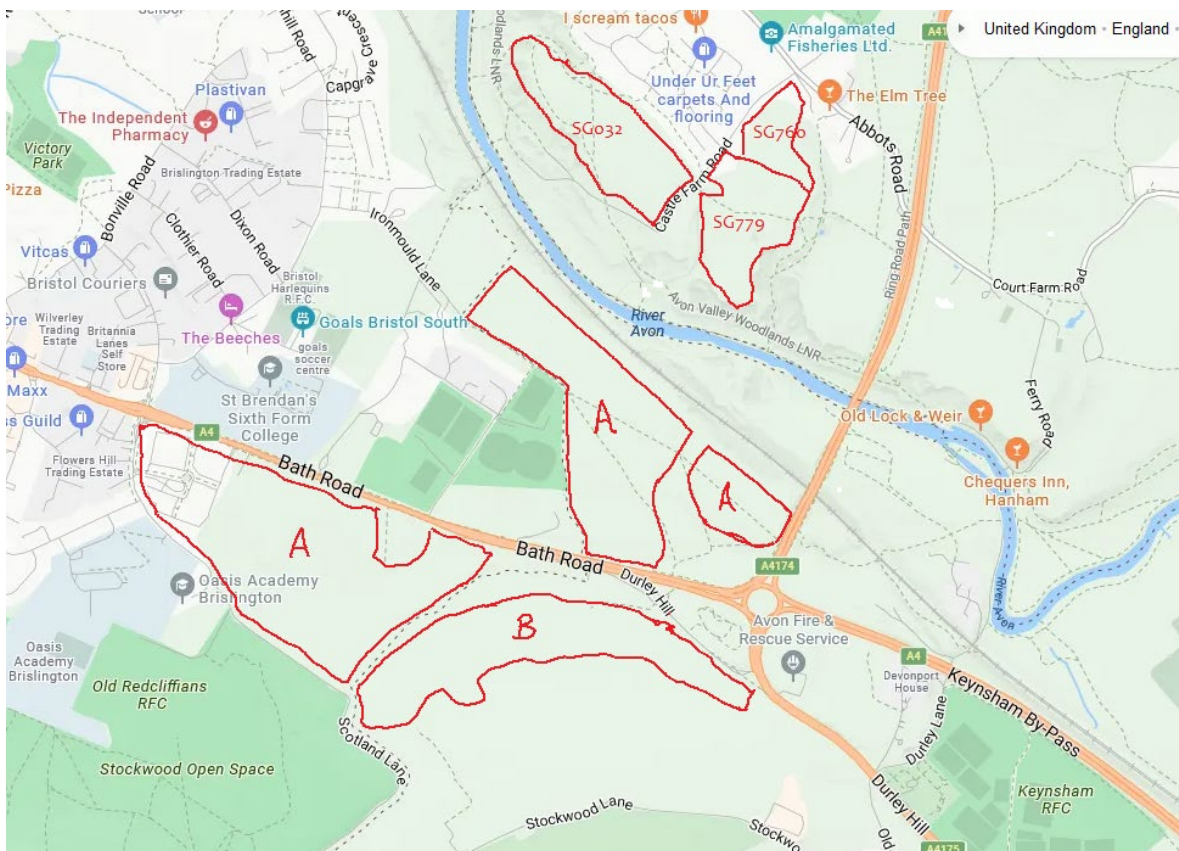 I scream tacos
A41
United Kingdom · England ·
Amalgamated
Fisheries Ltd.
Capgrave Crescent
Plastivan
Under Ur Feet
carpets And
flooring
The Elm Tree
The Independent
Pharmacy
SG032
SG760
Abbots Road
Victory
Park
Brislington Trading Estate
Castle Farm Road
Pizza
Bonville Road
Ironmould Lane
SG779
Dixon Road
Clothier Road
Vitcas
Ring Road Path
Bristol Couriers
Bristol
Harlequins
R.F.C.
Court Farm Road
Avon Valley Woodlands LNR
River
Avon
Wilverley
Trading
Estate
Britannia
Lanes
Self
Store
The Beeches
Goals Bristol South
goals
soccer
centre
St Brendan's
Sixth Form
College
Maxx
Ferry Road
A
Old Lock & Weir
A4
ss Guild
Flowers Hill
Trading Estate
Bath Road
Chequers Inn,
Hanham
A
A
Bath Road
A4174
Oasis Academy
Brislington
Durley Hill
River Avon
B
Avon Fire &
Rescue Service
Oasis
Academy
Brislington
A4
Devonport
House
Old Redcliffians
RFC
Keynsham By-Pass
Scotland Lane
Durley Lane
Stockwood Open Space
Keynsham
RFC
Stockwood Lane
Durley Hill
Stockwo
Old
A4175